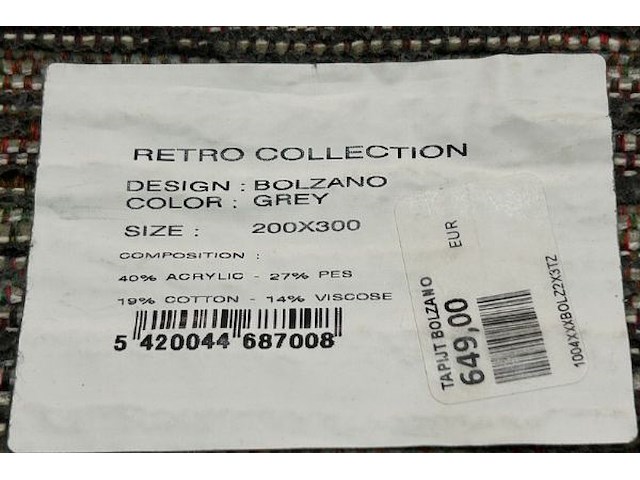 RETRO COLLECTION
DESIGN : BOLZANO
COLOR : GREY
SIZE : 200X300
COMPOSITION :
40% ACRYLIC - 27% PES
19% COTTON - 14% VISCOSE
5 420044 687008
TAPIJT BOLZANO
649,00 EUR
1004XXXBOLZ2X3TZ